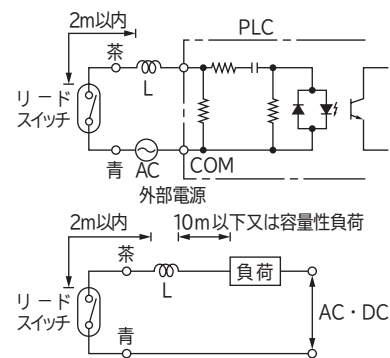 2m以内
PLC
茶
L
リード
スイッチ
青
AC
COM
外部電源
2m以内
10m以下又は容量性負荷
茶
L
負荷
リード
スイッチ
AC・DC
青